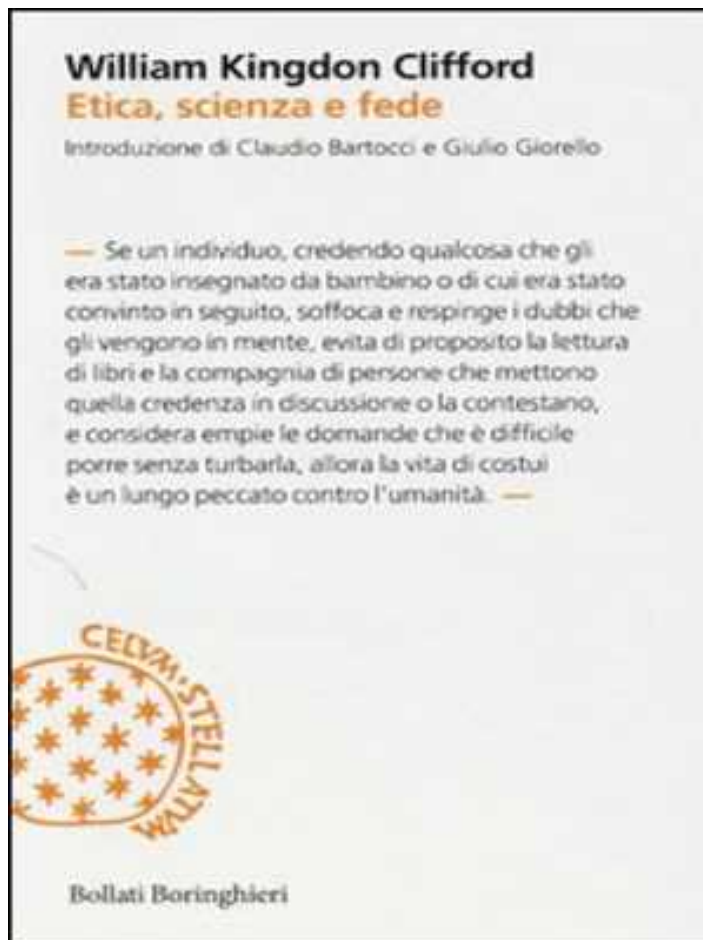 William Kingdon Clifford
Etica, scienza e fede
Introduzione di Claudio Bartocci e Giulio Giorello
— Se un individuo, credendo qualcosa che gli
era stato insegnato da bambino o di cui era stato
convinto in seguito, soffoca e respinge i dubbi che
gli vengono in mente, evita di proposito la lettura
di libri e la compagnia di persone che mettono
quella credenza in discussione o la contestano,
e considera empie le domande che è difficile
porre senza turbarla, allora la vita di costui
è un lungo peccato contro l'umanità. —
CELVM·STELLATVM
Bollati Boringhieri